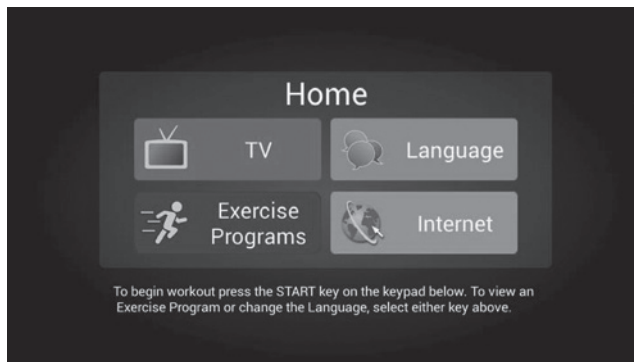 Home
TV
Language
Exercise
Programs
Internet
To begin workout press the START key on the keypad below. To view an
Exercise Program or change the Language, select either key above.